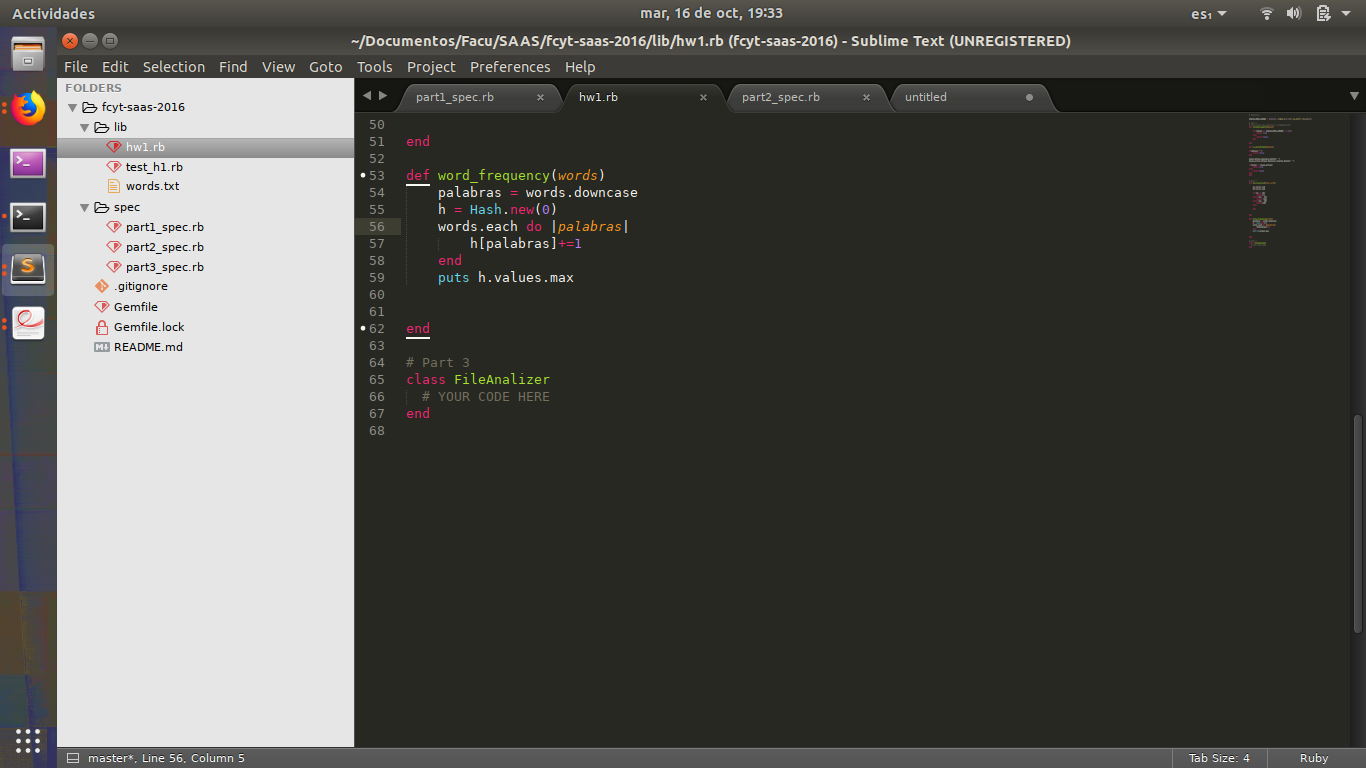 Actividades
mar, 16 de oct, 19:33
es₁
~/Documentos/Facu/SAAS/fcyt-saas-2016/lib/hw1.rb (fcyt-saas-2016) - Sublime Text (UNREGISTERED)
File Edit Selection Find View Goto Tools Project Preferences Help
FOLDERS
fcyt-saas-2016
lib
hw1.rb
test_h1.rb
words.txt
spec
part1_spec.rb
part2_spec.rb
part3_spec.rb
.gitignore
Gemfile
Gemfile.lock
README.md
part1_spec.rb × hw1.rb × part2_spec.rb × untitled
50
51 end
52
53 def word_frequency(words)
54 palabras = words.downcase
55 h = Hash.new(0)
56 words.each do |palabras|
57 h[palabras]+=1
58 end
59 puts h.values.max
60
61
62 end
63
64 # Part 3
65 class FileAnalizer
66 # YOUR CODE HERE
67 end
68
master*, Line 56, Column 5
Tab Size: 4
Ruby